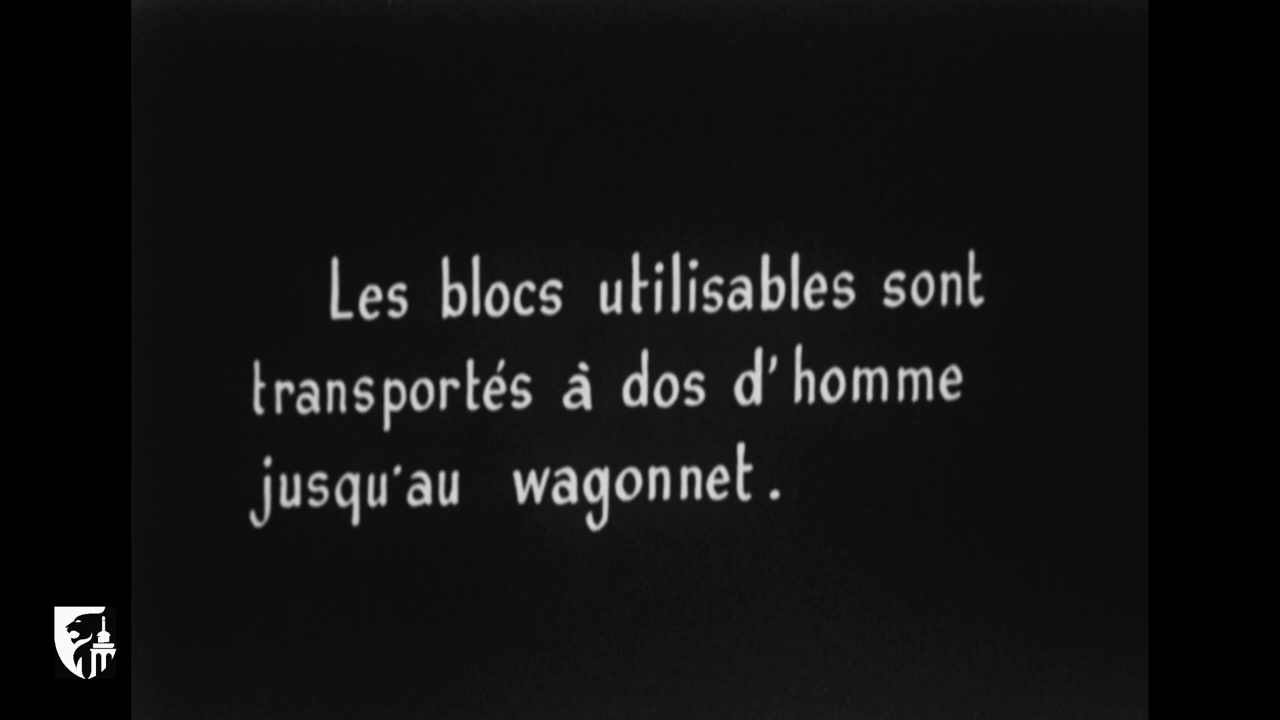 Les blocs utilisables sont
transportés à dos d'homme
jusqu'au wagonnet.